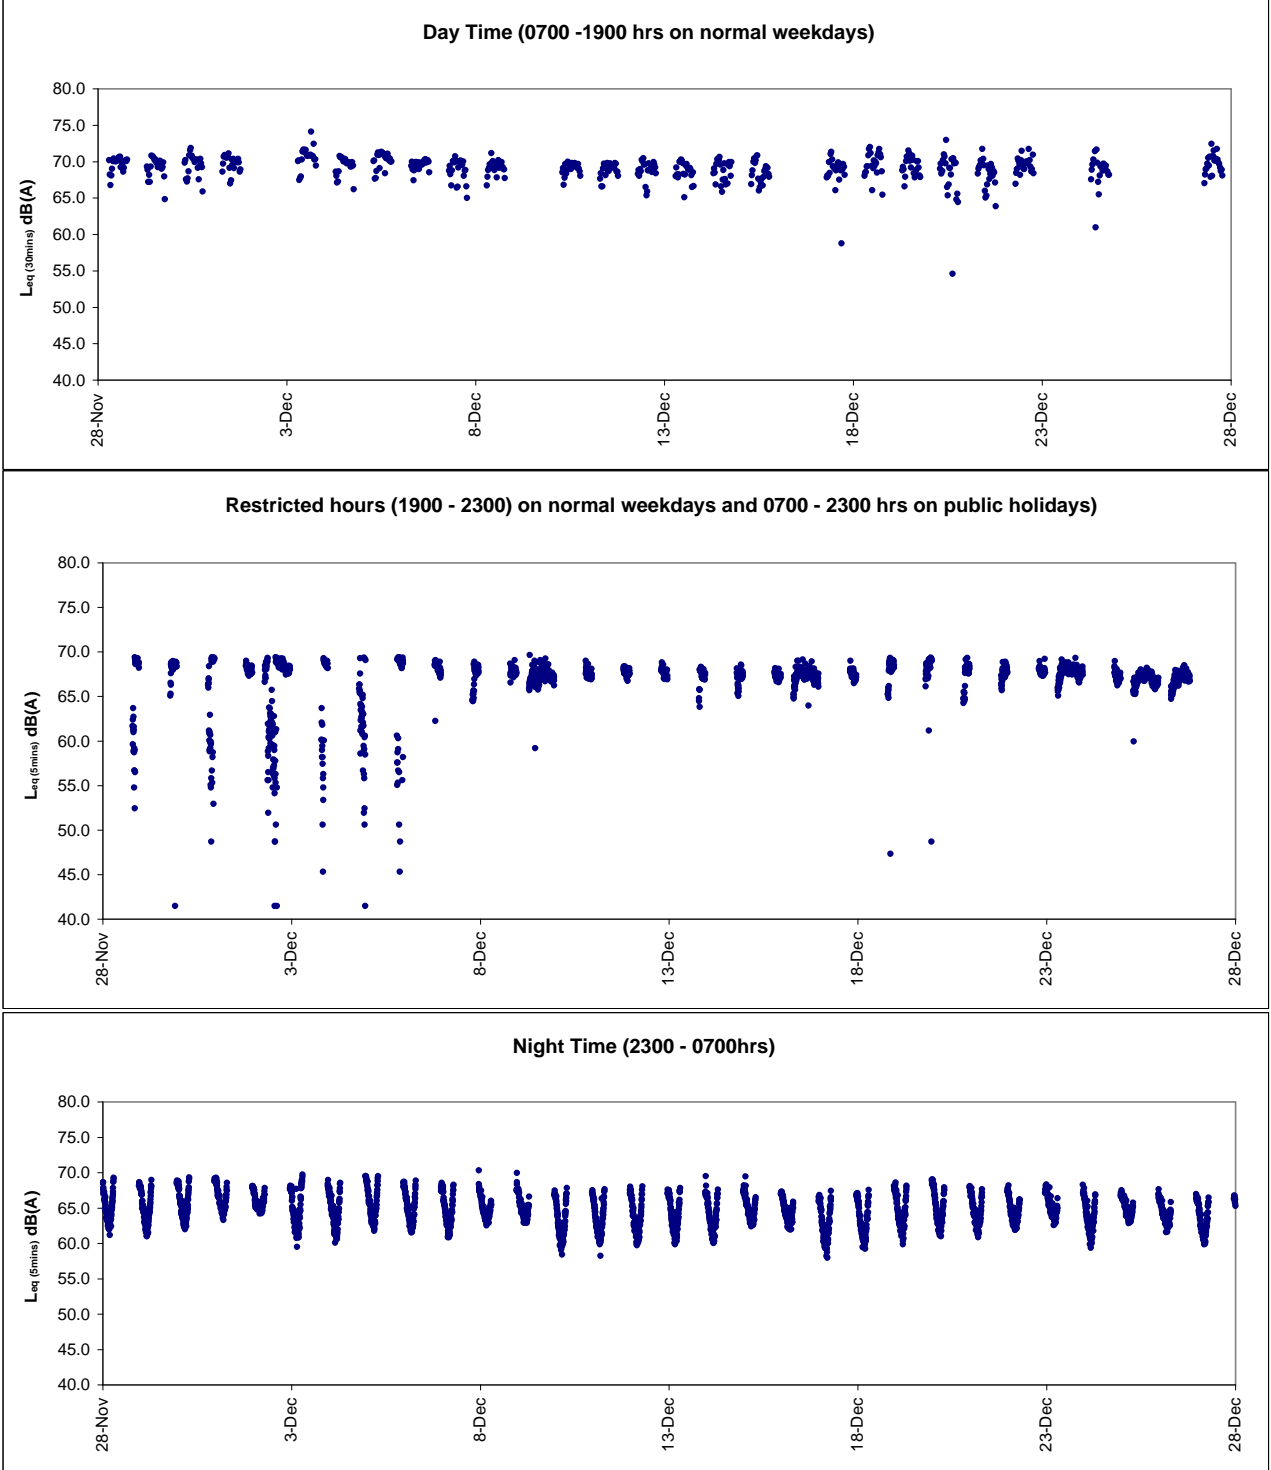 Day Time (0700 -1900 hrs on normal weekdays)
80.0
75.0
70.0
65.0
60.0
55.0
50.0
45.0
40.0
Leq (30mins) dB(A)
28-Nov
3-Dec
8-Dec
13-Dec
18-Dec
23-Dec
28-Dec
Restricted hours (1900 - 2300) on normal weekdays and 0700 - 2300 hrs on public holidays)
80.0
75.0
70.0
65.0
60.0
55.0
50.0
45.0
40.0
Leq (5mins) dB(A)
28-Nov
3-Dec
8-Dec
13-Dec
18-Dec
23-Dec
28-Dec
Night Time (2300 - 0700hrs)
80.0
75.0
70.0
65.0
60.0
55.0
50.0
45.0
40.0
Leq (5mins) dB(A)
28-Nov
3-Dec
8-Dec
13-Dec
18-Dec
23-Dec
28-Dec